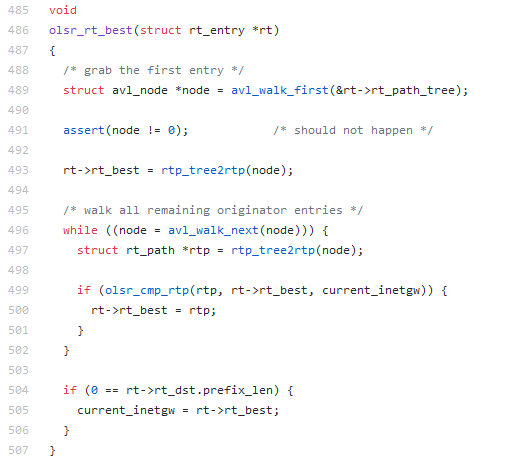 485 void
486 olsr_rt_best(struct rt_entry *rt)
487 {
488   /* grab the first entry */
489   struct avl_node *node = avl_walk_first(&rt->rt_path_tree);
490
491   assert(node != 0);            /* should not happen */
492
493   rt->rt_best = rtp_tree2rtp(node);
494
495   /* walk all remaining originator entries */
496   while ((node = avl_walk_next(node))) {
497     struct rt_path *rtp = rtp_tree2rtp(node);
498
499     if (olsr_cmp_rtp(rtp, rt->rt_best, current_inetgw)) {
500       rt->rt_best = rtp;
501     }
502   }
503
504   if (0 == rt->rt_dst.prefix_len) {
505     current_inetgw = rt->rt_best;
506   }
507 }